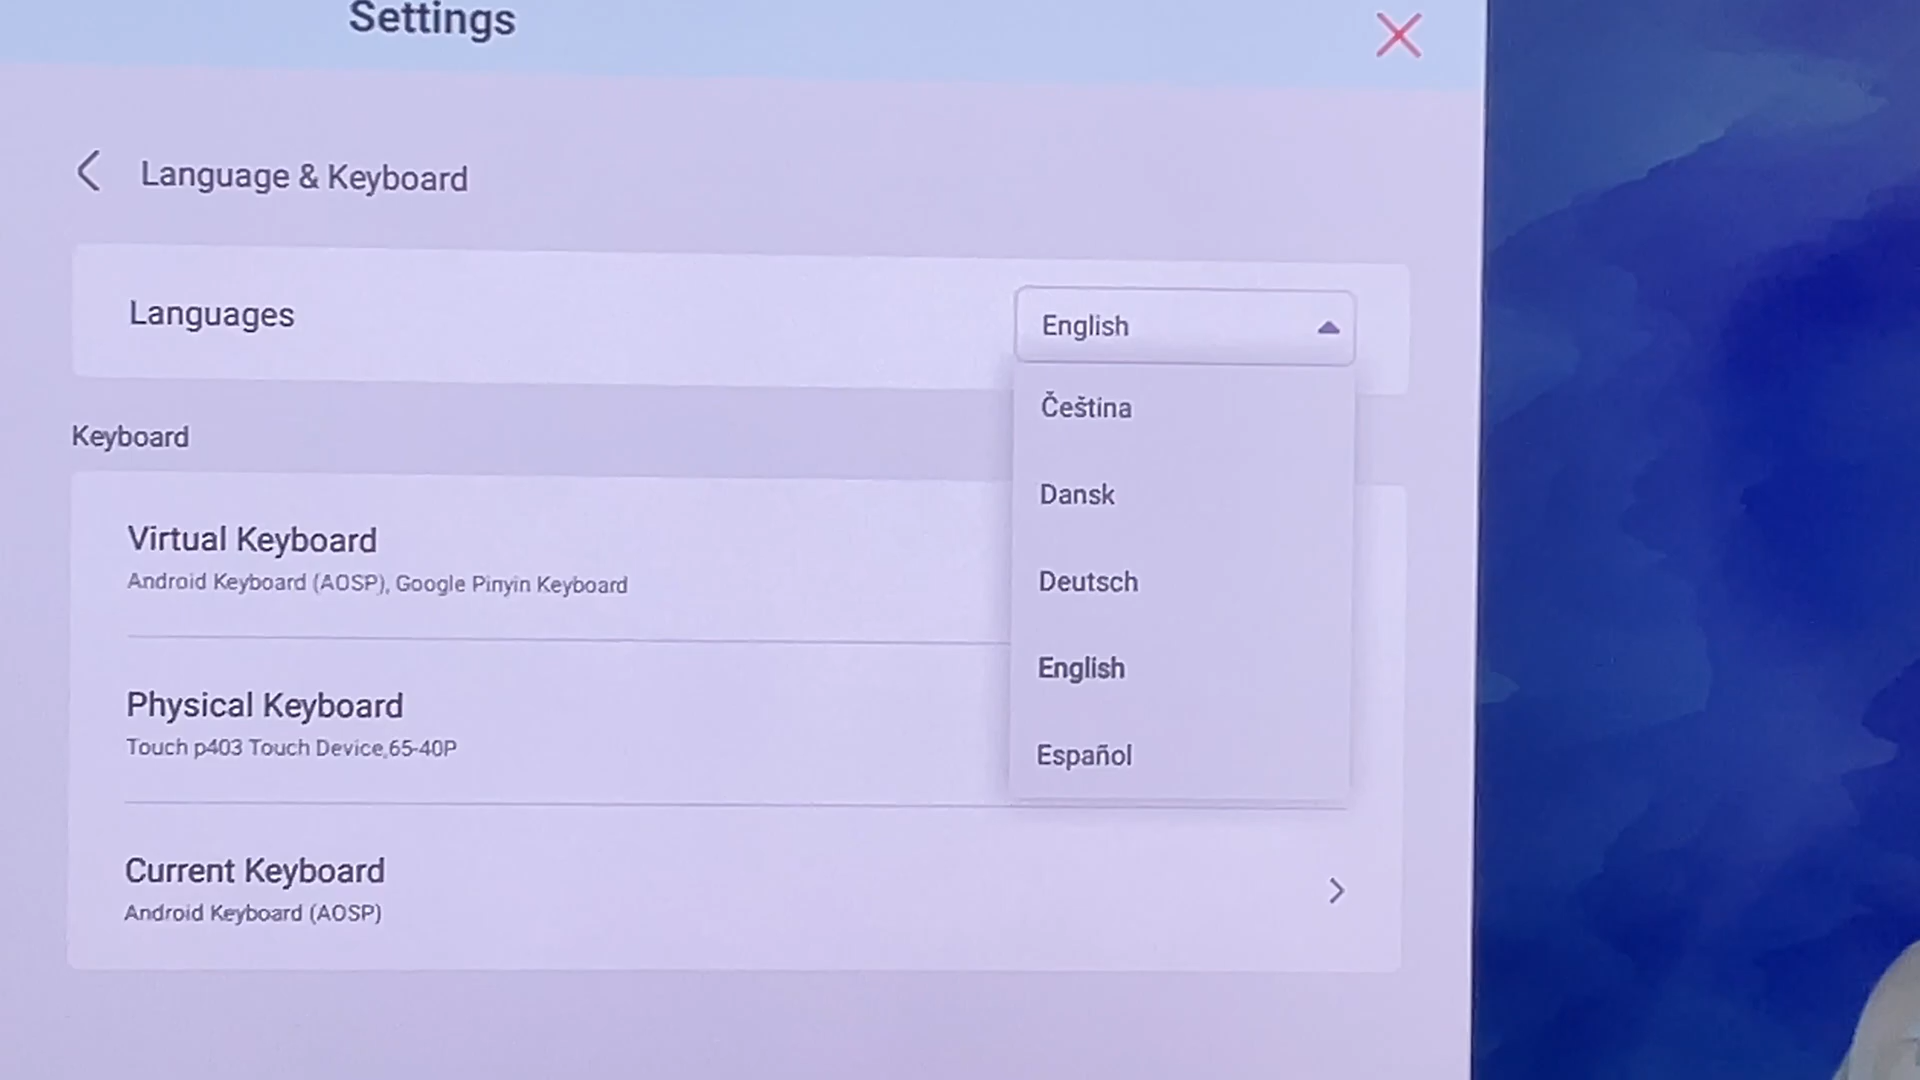 Settings
Language & Keyboard
Languages
English
Čeština
Dansk
Deutsch
English
Español
Keyboard
Virtual Keyboard
Android Keyboard (AOSP), Google Pinyin Keyboard
Physical Keyboard
Touch p403 Touch Device,65-40P
Current Keyboard
Android Keyboard (AOSP)